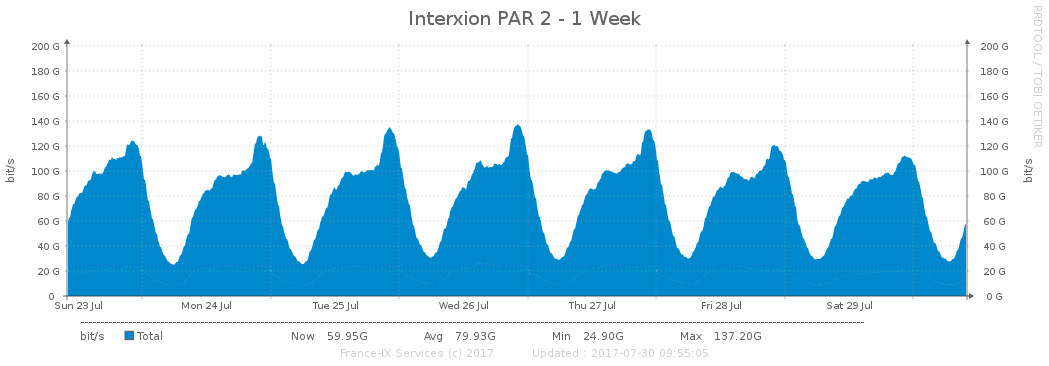 Interxion PAR 2 - 1 Week
RRDTOOL / TOBI OETIKER
bit/s
200 G 200 G
180 G 180 G
160 G 160 G
140 G 140 G
120 G 120 G
100 G 100 G
80 G 80 G
60 G 60 G
40 G 40 G
20 G 20 G
0 0 G
bit/s
Sun 23 Jul Mon 24 Jul Tue 25 Jul Wed 26 Jul Thu 27 Jul Fri 28 Jul Sat 29 Jul
bit/s Total Now 59.95G Avg 79.93G Min 24.90G Max 137.20G
France-IX Services (c) 2017 Updated : 2017-07-30 09:55:05